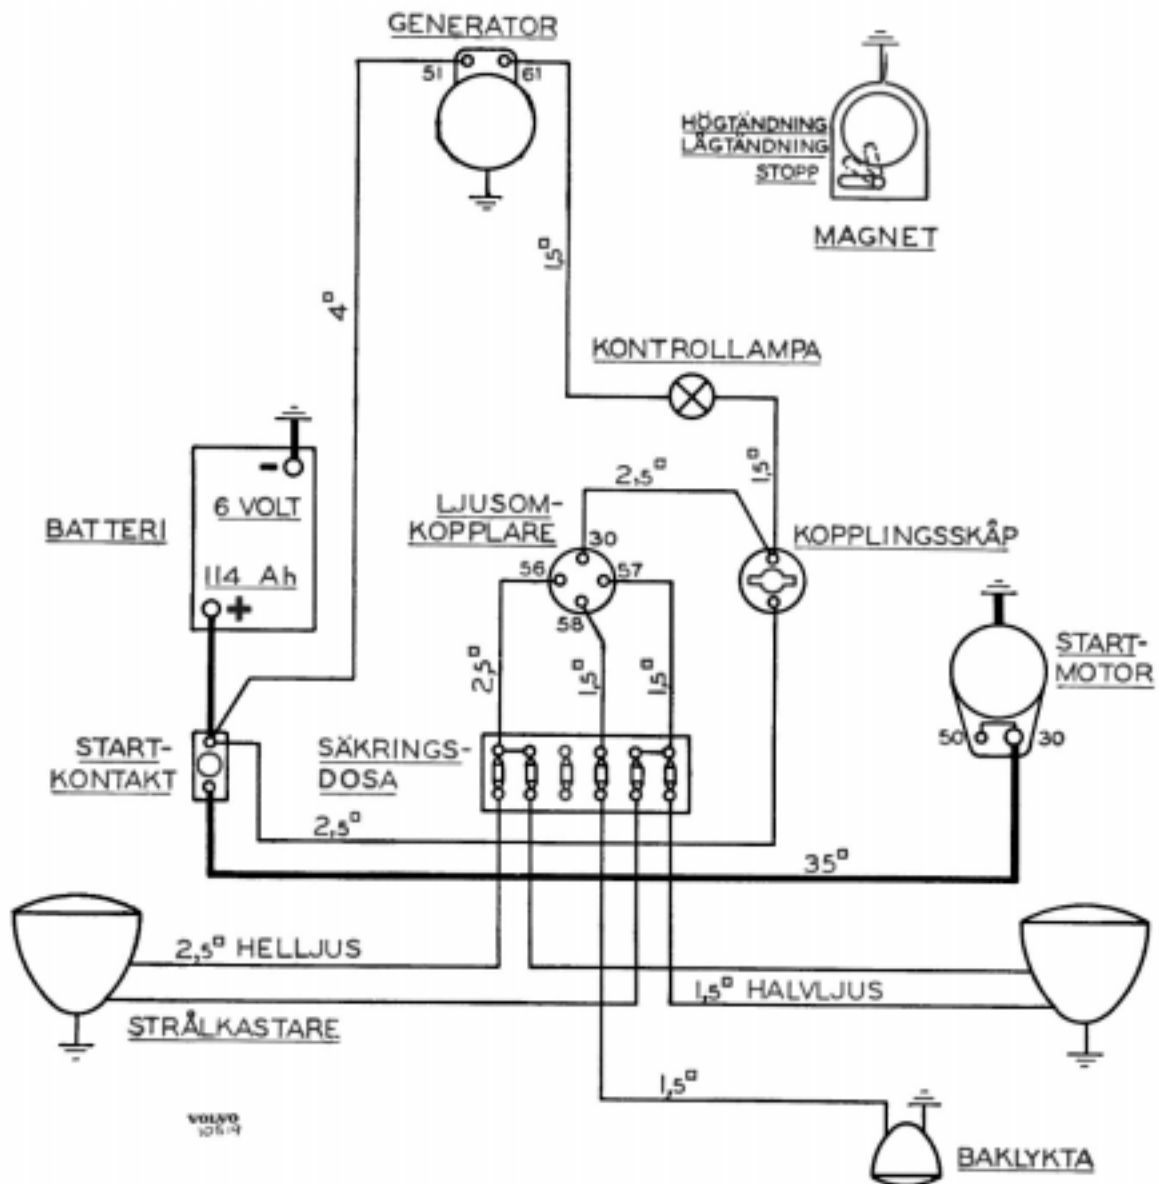 GENERATOR
51
61
HÖGTÄNDNING
LÅGTÄNDNING
STOPP
MAGNET
1,5□
4□
KONTROLLAMPA
BATTERI
-
6 VOLT
114 Ah
+
LJUSOM-
KOPPLARE
2,5□
1,5□
30
56
57
58
KOPPLINGSSKÅP
START-
MOTOR
50
30
2,5□
1,5□
1,5□
START-
KONTAKT
SÄKRINGS-
DOSA
2,5□
35□
2,5□ HELLJUS
1,5□ HALVLJUS
STRÅLKASTARE
1,5□
BAKLYKTA
VOLVO